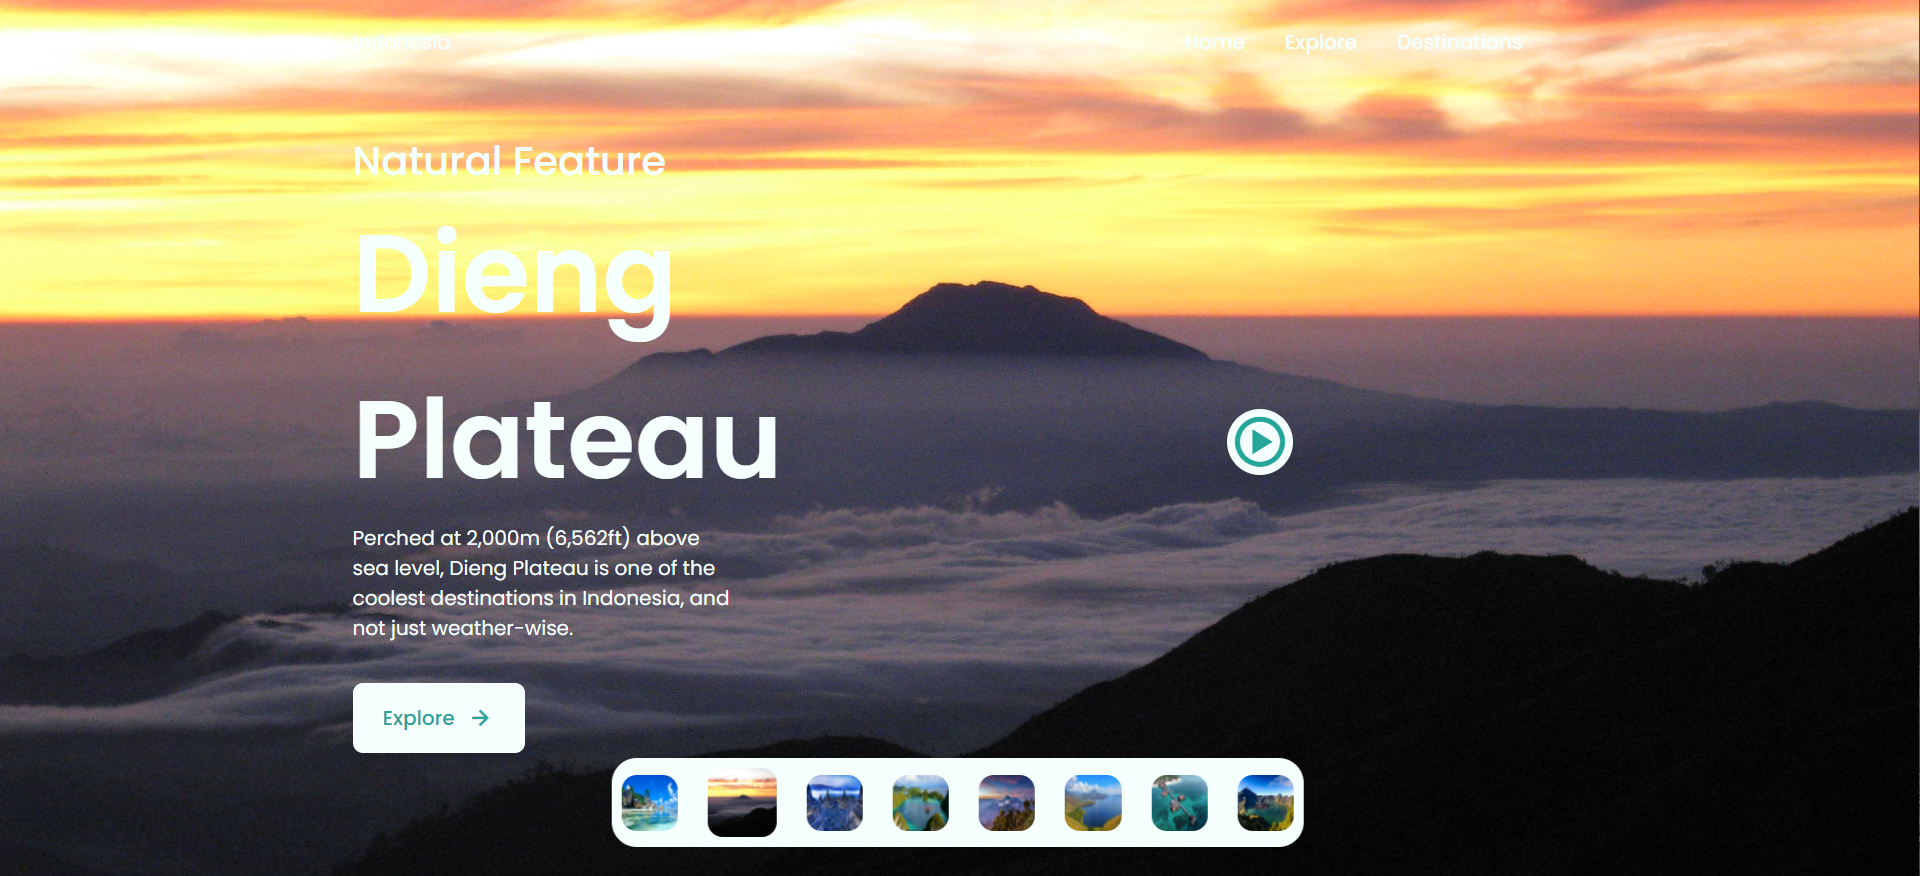 Indonesia
Home Explore Destinations
Natural Feature
Dieng
Plateau
Perched at 2,000m (6,562ft) above
sea level, Dieng Plateau is one of the
coolest destinations in Indonesia, and
not just weather-wise.
Explore